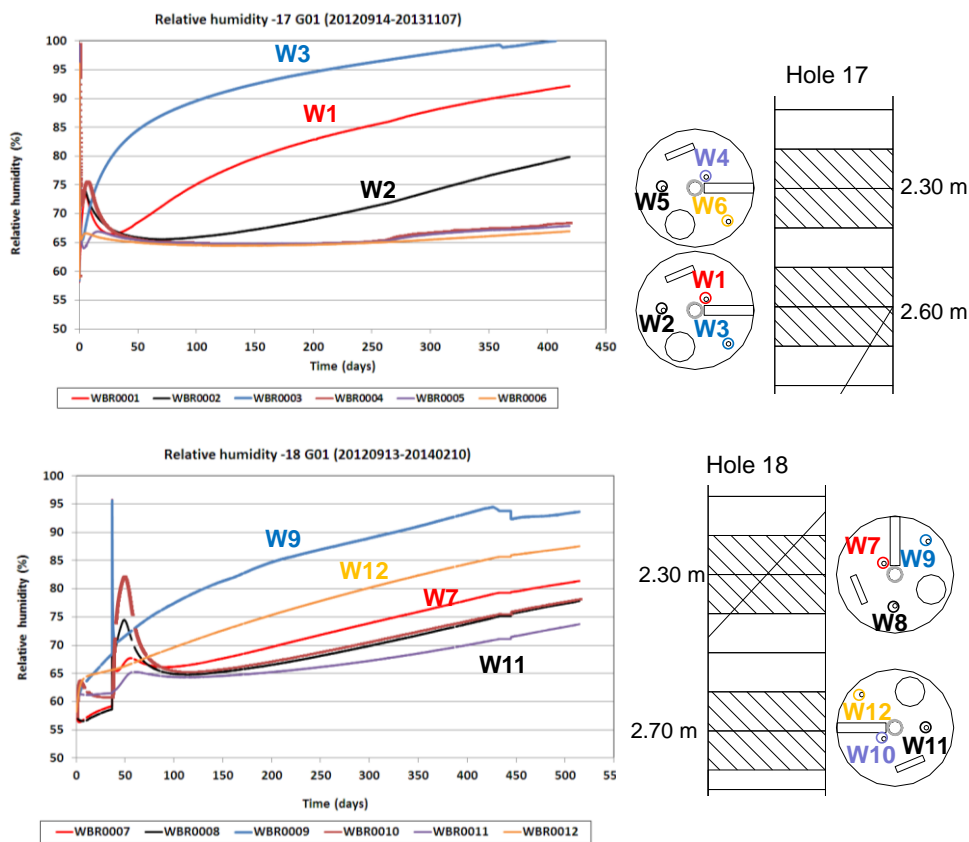 Relative humidity -17 G01 (20120914-20131107)
Relative humidity (%)
100
95
90
85
80
75
70
65
60
55
50
W3
W1
W2
0 50 100 150 200 250 300 350 400 450
Time (days)
WBR0001 WBR0002 WBR0003 WBR0004 WBR0005 WBR0006
Hole 17
W4
W5
W6
2.30 m
W1
W2
W3
2.60 m
Relative humidity -18 G01 (20120913-20140210)
Relative humidity (%)
100
95
90
85
80
75
70
65
60
55
50
W9
W12
W7
W11
0 50 100 150 200 250 300 350 400 450 500 55
Time (days)
WBR0007 WBR0008 WBR0009 WBR0010 WBR0011 WBR0012
Hole 18
2.30 m
W7
W9
W8
2.70 m
W12
W10
W11